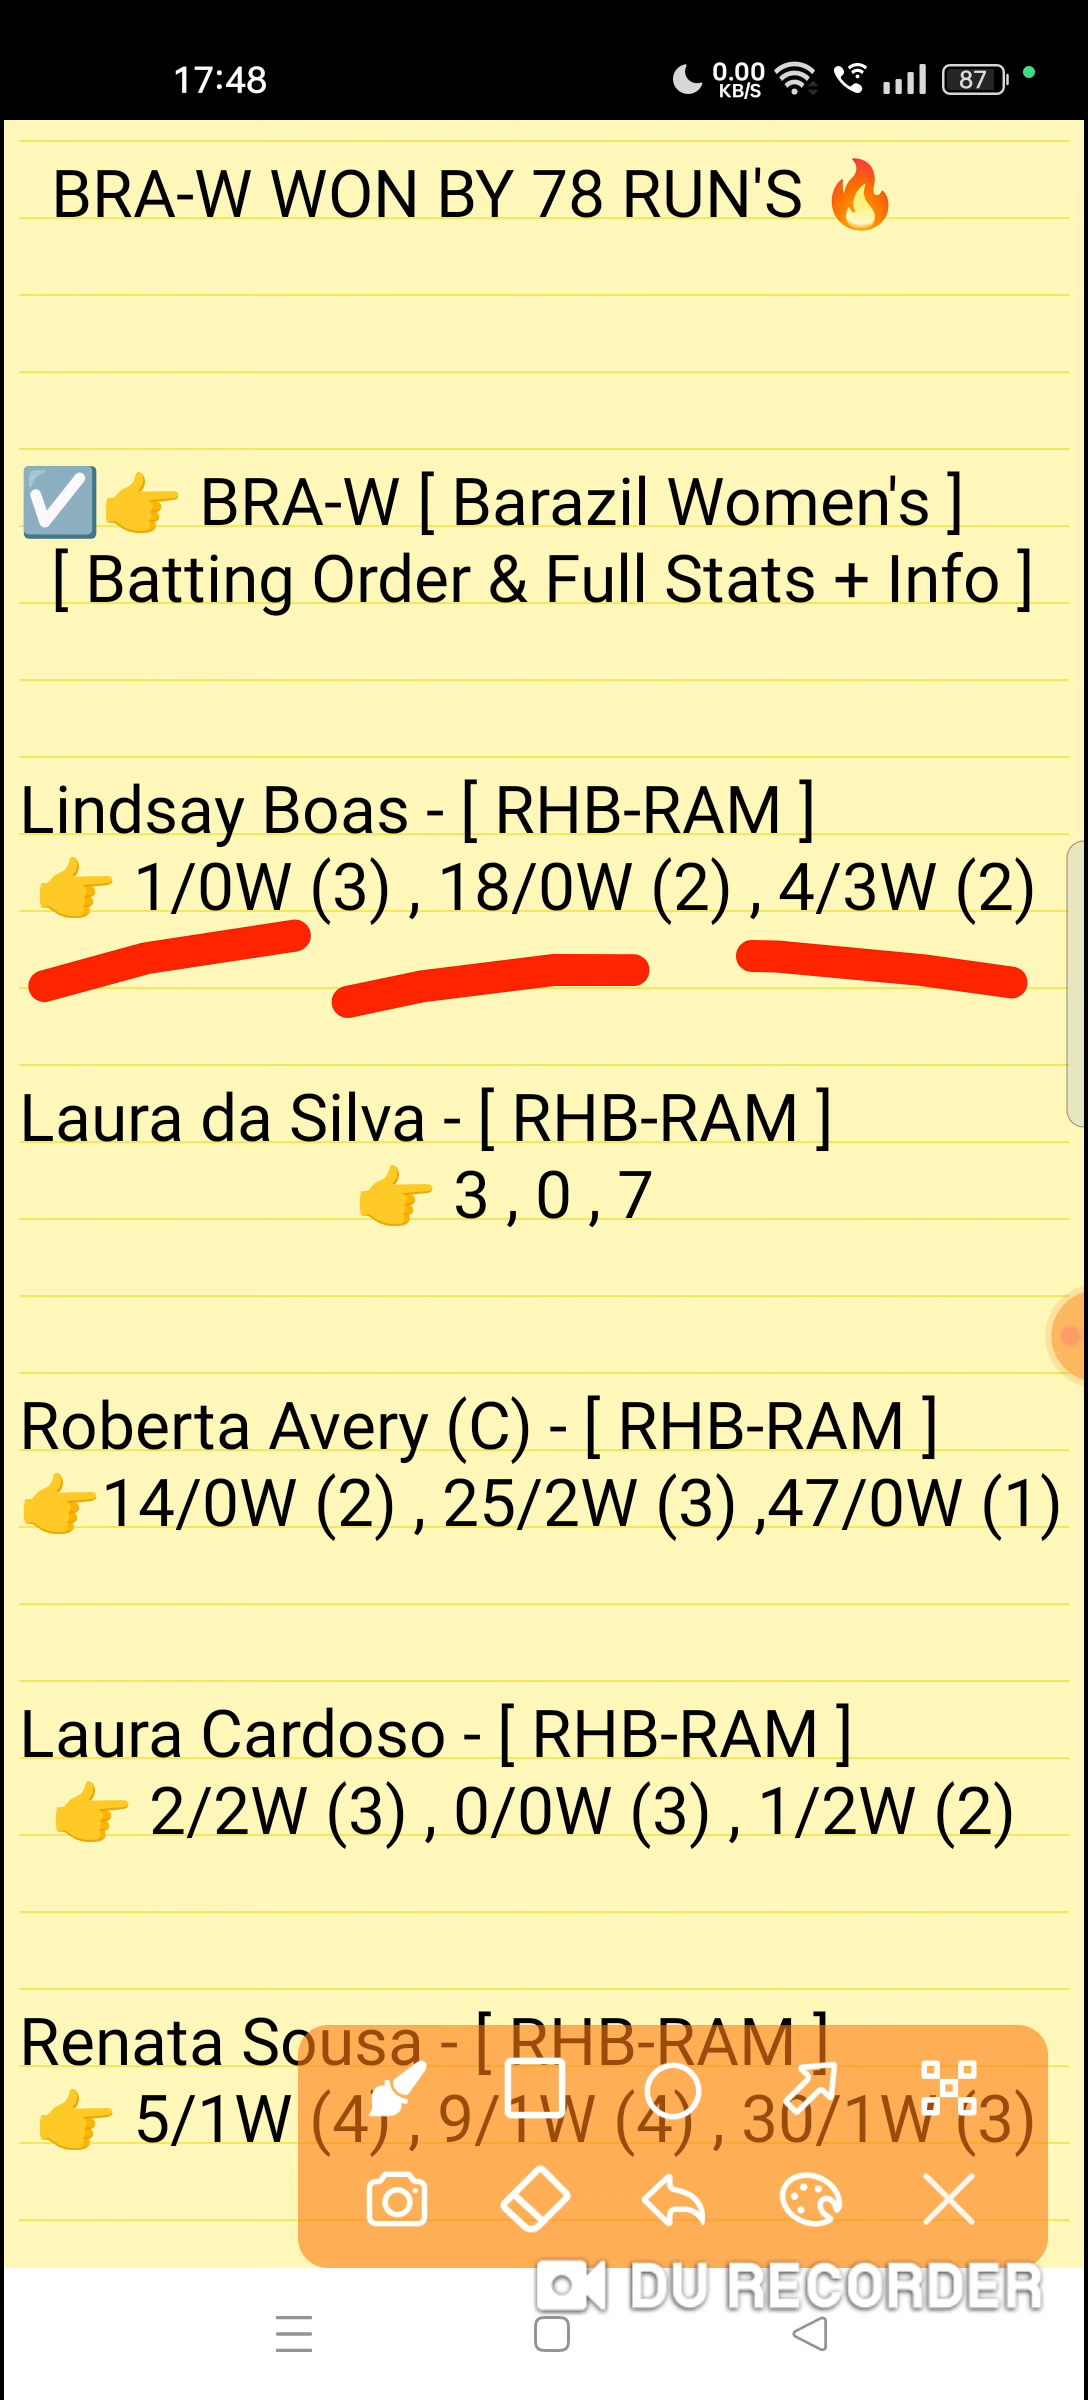 17:48
0.00
KB/S
87
BRA-W WON BY 78 RUN'S 🔥
☑👉 BRA-W [ Barazil Women's ]
[ Batting Order & Full Stats + Info ]
Lindsay Boas - [ RHB-RAM ]
👉 1/0W (3) , 18/0W (2) , 4/3W (2)
Laura da Silva - [ RHB-RAM ]
👉 3 , 0 , 7
Roberta Avery (C) - [ RHB-RAM ]
👉14/0W (2) , 25/2W (3) ,47/0W (1)
Laura Cardoso - [ RHB-RAM ]
👉 2/2W (3) , 0/0W (3) , 1/2W (2)
Renata Sousa - [ RHB-RAM ]
👉 5/1W (4) , 9/1W (4) , 30/1W (3)
DU RECORDER